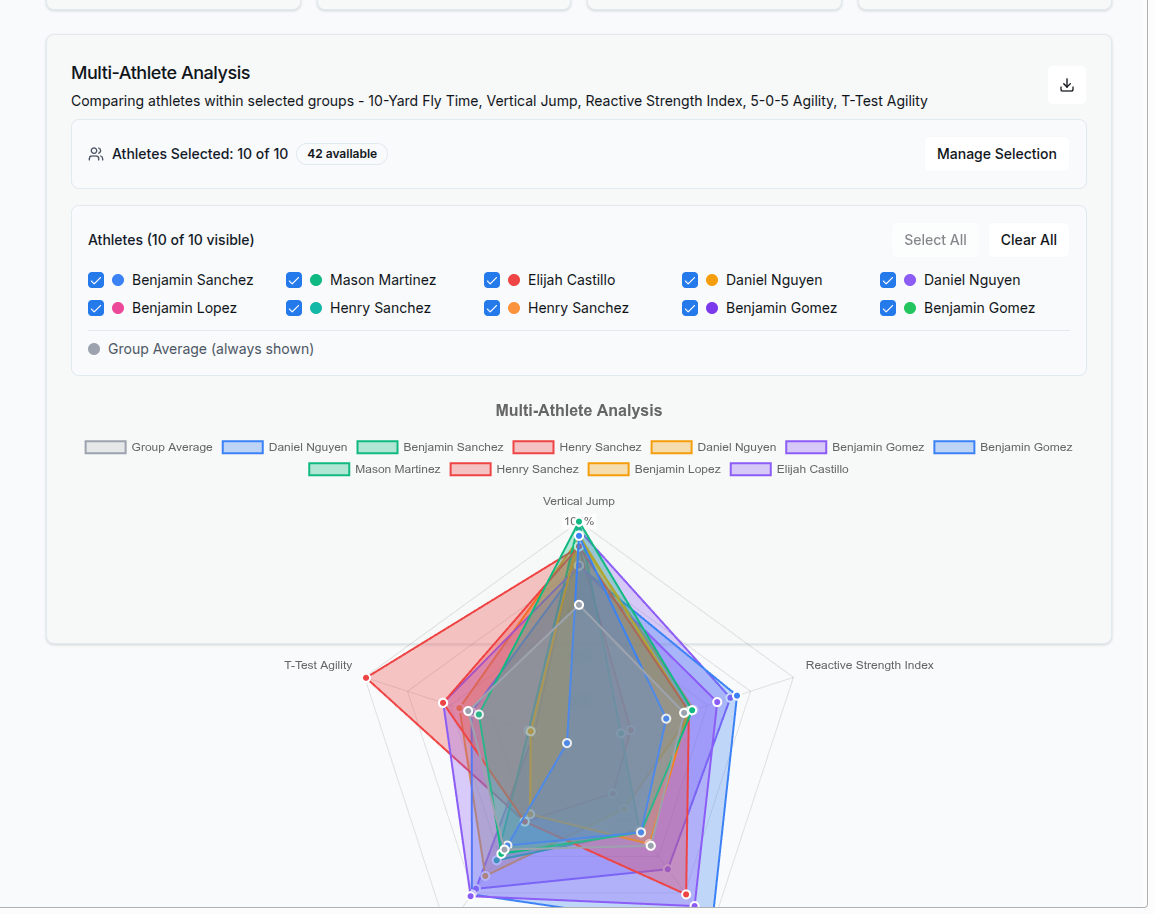 Multi-Athlete Analysis
Comparing athletes within selected groups - 10-Yard Fly Time, Vertical Jump, Reactive Strength Index, 5-0-5 Agility, T-Test Agility
Athletes Selected: 10 of 10 42 available Manage Selection
Athletes (10 of 10 visible) Select All Clear All
Benjamin Sanchez Mason Martinez Elijah Castillo Daniel Nguyen Daniel Nguyen
Benjamin Lopez Henry Sanchez Henry Sanchez Benjamin Gomez Benjamin Gomez
Group Average (always shown)
Multi-Athlete Analysis
Group Average Daniel Nguyen Benjamin Sanchez Henry Sanchez Daniel Nguyen Benjamin Gomez Benjamin Gomez
Mason Martinez Henry Sanchez Benjamin Lopez Elijah Castillo
Vertical Jump
T-Test Agility Reactive Strength Index